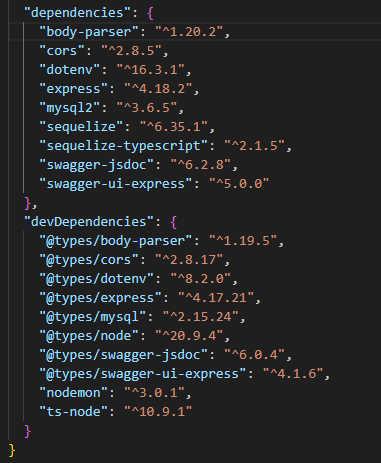 "dependencies": {
"body-parser": "^1.20.2",
"cors": "^2.8.5",
"dotenv": "^16.3.1",
"express": "^4.18.2",
"mysql2": "^3.6.5",
"sequelize": "^6.35.1",
"sequelize-typescript": "^2.1.5",
"swagger-jsdoc": "^6.2.8",
"swagger-ui-express": "^5.0.0"
},
"devDependencies": {
"@types/body-parser": "^1.19.5",
"@types/cors": "^2.8.17",
"@types/dotenv": "^8.2.0",
"@types/express": "^4.17.21",
"@types/mysql": "^2.15.24",
"@types/node": "^20.9.4",
"@types/swagger-jsdoc": "^6.0.4",
"@types/swagger-ui-express": "^4.1.6",
"nodemon": "^3.0.1",
"ts-node": "^10.9.1"
}
}